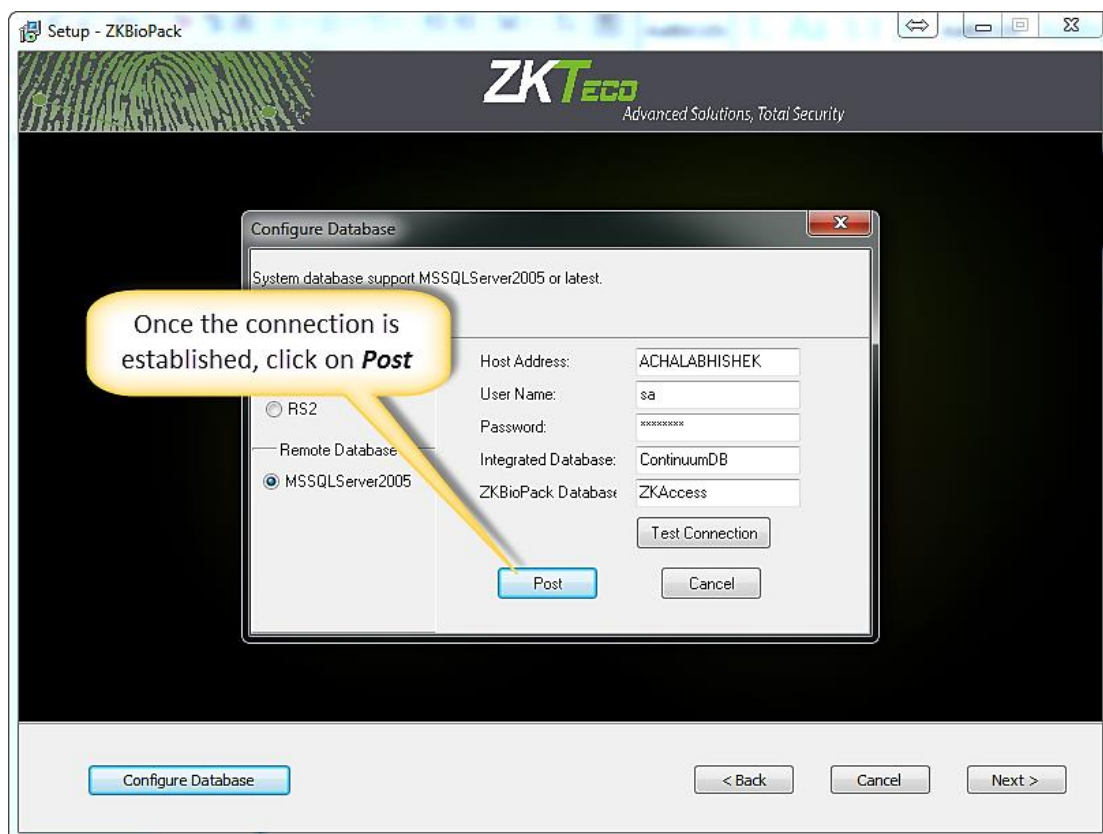 Setup - ZKBioPack
ZKTECO
Advanced Solutions, Total Security
Configure Database
System database support MSSQLServer2005 or latest.
Once the connection is
established, click on Post
RS2
Remote Database
MSSQLServer2005
Host Address: ACHALABHISHEK
User Name: sa
Password: ********
Integrated Database: ContinuumDB
ZKBioPack Database ZKAccess
Test Connection
Post Cancel
Configure Database < Back Cancel Next >